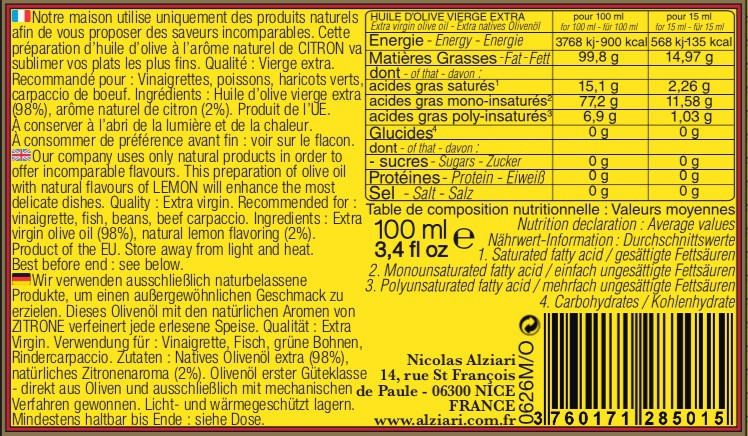 Notre maison utilise uniquement des produits naturels
afin de vous proposer des saveurs incomparables. Cette
préparation d'huile d'olive à l'arôme naturel de CITRON va
sublimer vos plats les plus fins. Qualité : Vierge extra.
Recommandé pour : Vinaigrettes, poissons, haricots verts,
carpaccio de boeuf. Ingrédients : Huile d'olive vierge extra
(98%), arôme naturel de citron (2%). Produit de l'UE.
À conserver à l'abri de la lumière et de la chaleur.
À consommer de préférence avant fin : voir sur le flacon.
Our company uses only natural products in order to
offer incomparable flavours. This preparation of olive oil
with natural flavours of LEMON will enhance the most
delicate dishes. Quality : Extra virgin. Recommended for :
vinaigrette, fish, beans, beef carpaccio. Ingredients : Extra
virgin olive oil (98%), natural lemon flavoring (2%).
Product of the EU. Store away from light and heat.
Best before end : see below.
Wir verwenden ausschließlich naturbelassene
Produkte, um einen außergewöhnlichen Geschmack zu
erzielen. Dieses Olivenöl mit den natürlichen Aromen von
ZITRONE verfeinert jede erlesene Speise. Qualität : Extra
Virgin. Verwendung für : Vinaigrette, Fisch, grüne Bohnen,
Rindercarpaccio. Zutaten : Natives Olivenöl extra (98%),
natürliches Zitronenaroma (2%). Olivenöl erster Güteklasse
- direkt aus Oliven und ausschließlich mit mechanischen
Verfahren gewonnen. Licht- und wärmegeschützt lagern.
Mindestens haltbar bis Ende : siehe Dose.
HUILE D'OLIVE VIERGE EXTRA pour 100 ml pour 15 ml
Extra virgin olive oil - Extra natives Olivenöl for 100 ml - für 100 ml for 15 ml - für 15 ml
Energie - Energy - Energie 3768 kj-900 kcal 568 kj-135 kcal
Matières Grasses - Fat - Fett 99,8 g 14,97 g
dont - of that - davon :
acides gras saturés¹ 15,1 g 2,26 g
acides gras mono-insaturés² 77,2 g 11,58 g
acides gras poly-insaturés³ 6,9 g 1,03 g
Glucides⁴ 0 g 0 g
dont - of that - davon :
- sucres - Sugars - Zucker 0 g 0 g
Protéines - Protein - Eiweiß 0 g 0 g
Sel - Salt - Salz 0 g 0 g
Table de composition nutritionnelle : Valeurs moyennes
Nutrition declaration : Average values
Nährwert-Information : Durchschnittswerte
1. Saturated fatty acid / gesättigte Fettsäuren
2. Monounsaturated fatty acid / einfach ungesättigte Fettsäuren
3. Polyunsaturated fatty acid / mehrfach ungesättigte Fettsäuren
4. Carbohydrates / Kohlenhydrate
100 ml e
3,4 fl oz
Nicolas Alziari
14, rue St François
de Paule - 06300 NICE
FRANCE
www.alziari.com.fr
0626M/O
3 760171 285015